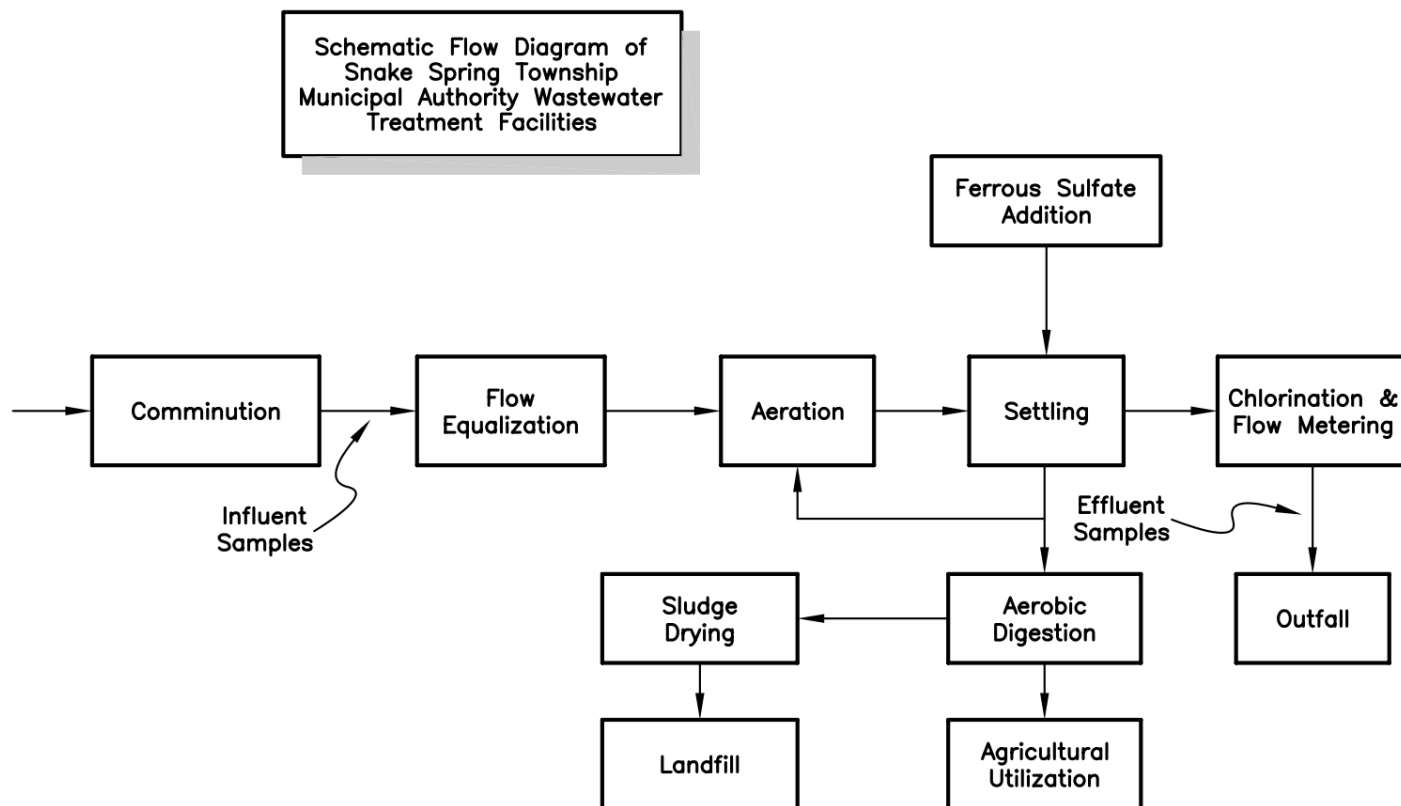 Schematic Flow Diagram of
Snake Spring Township
Municipal Authority Wastewater
Treatment Facilities
Ferrous Sulfate
Addition
Comminution
Flow
Equalization
Aeration
Settling
Chlorination &
Flow Metering
Influent
Samples
Effluent
Samples
Sludge
Drying
Aerobic
Digestion
Outfall
Landfill
Agricultural
Utilization